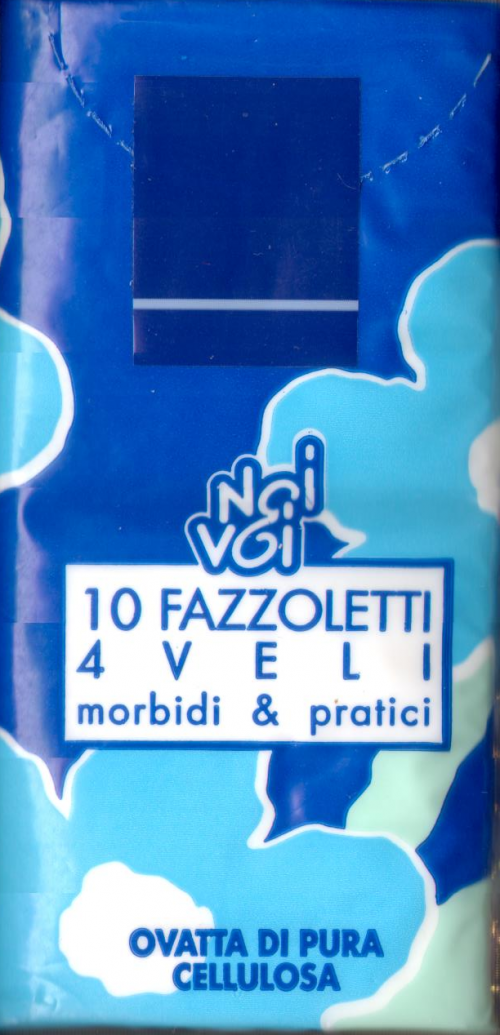 Noi
Voi
10 FAZZOLETTI
4 VELI
morbidi & pratici
OVATTA DI PURA
CELLULOSA